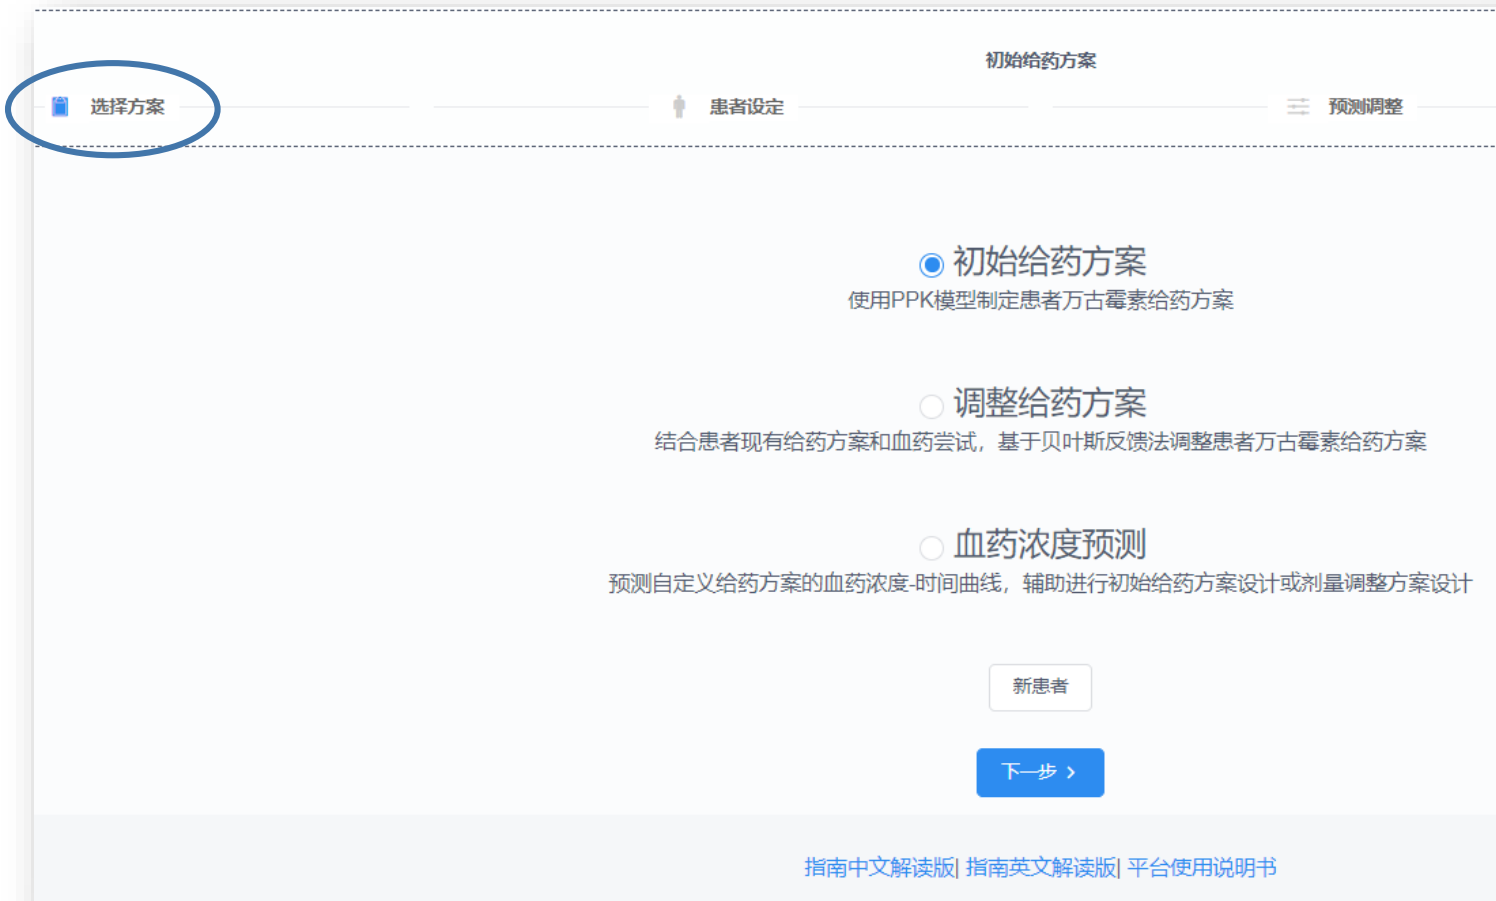 初始给药方案
选择方案
患者设定
预测调整
初始给药方案
使用PPK模型制定患者万古霉素给药方案
调整给药方案
结合患者现有给药方案和血药尝试，基于贝叶斯反馈法调整患者万古霉素给药方案
血药浓度预测
预测自定义给药方案的血药浓度-时间曲线，辅助进行初始给药方案设计或剂量调整方案设计
新患者
下一步 >
指南中文解读版| 指南英文解读版| 平台使用说明书